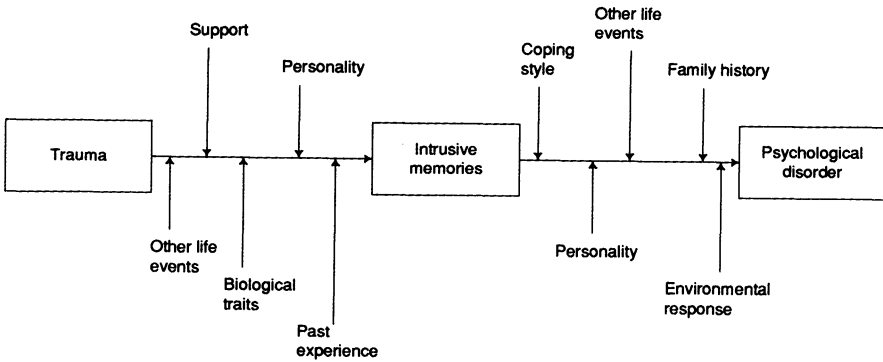 Support
Personality
Trauma
Other life
events
Biological
traits
Past
experience
Intrusive
memories
Coping
style
Other life
events
Family history
Personality
Environmental
response
Psychological
disorder